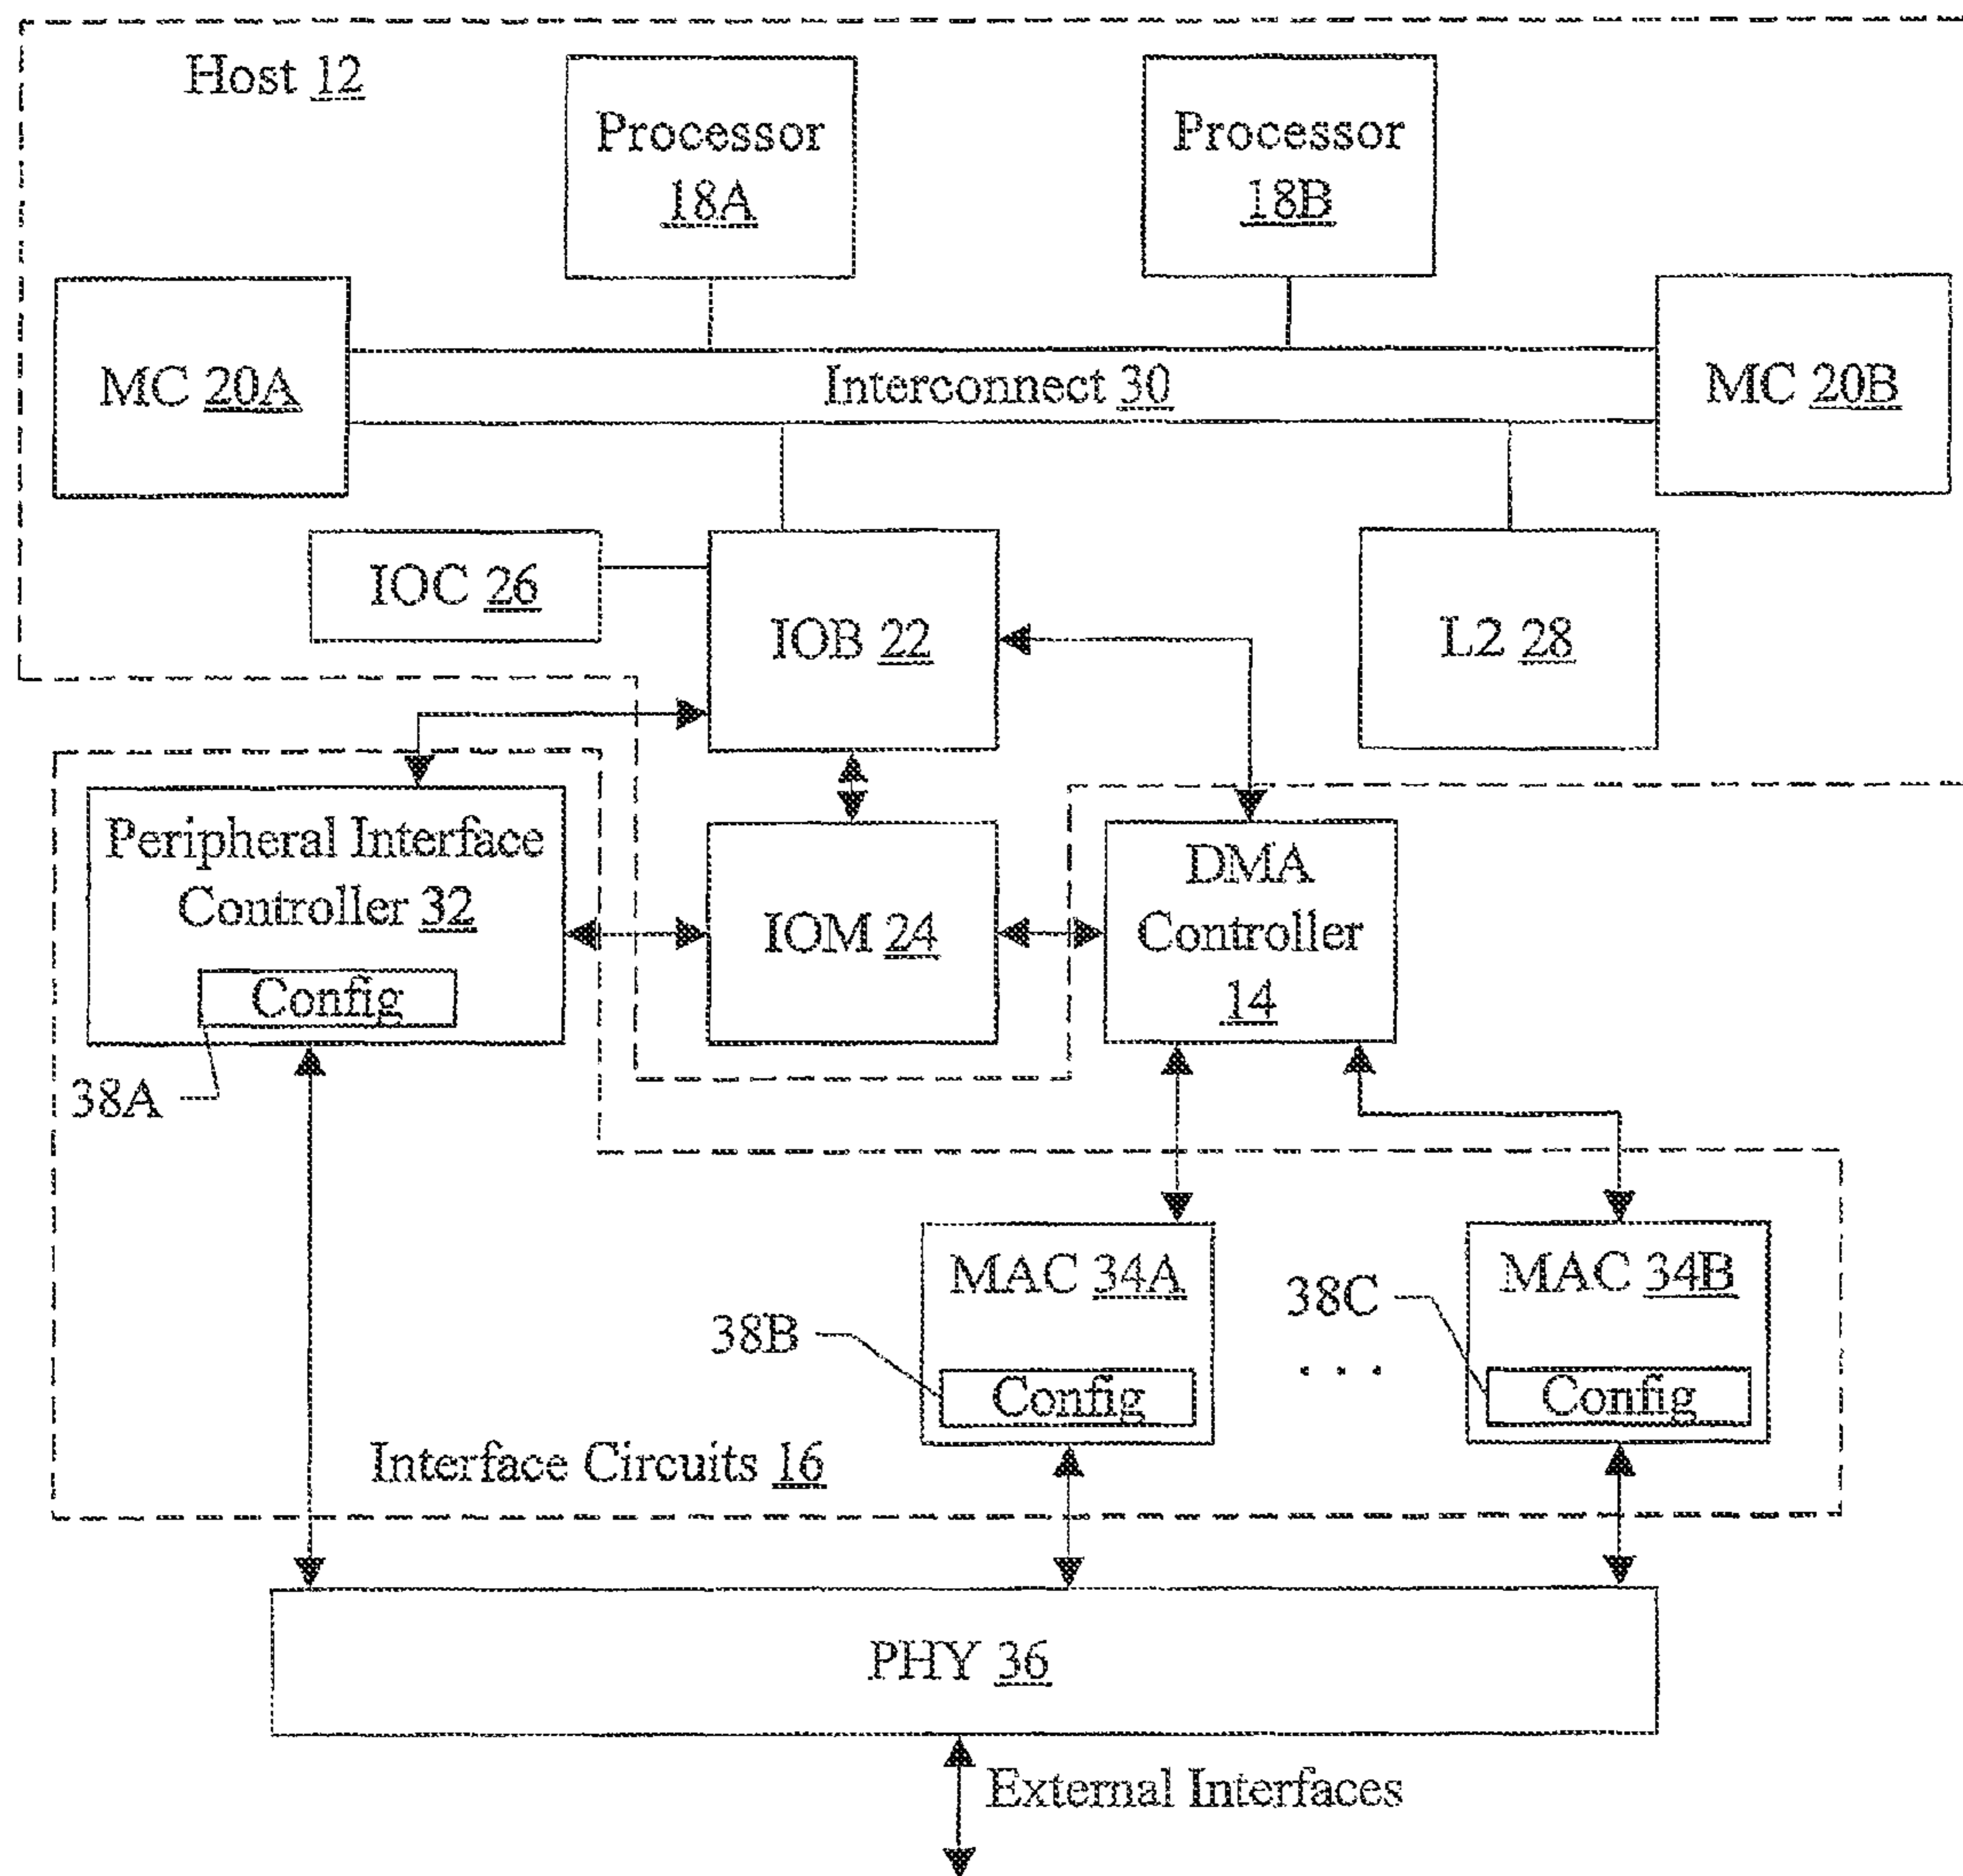 Host 12
Processor
18A
Processor
18B
MC 20A
Interconnect 30
MC 20B
IOC 26
IOB 22
L2 28
Peripheral Interface
Controller 32
Config
38A
IOM 24
DMA
Controller
14
MAC 34A
38B
Config
MAC 34B
38C
. . .
Config
Interface Circuits 16
PHY 36
External Interfaces